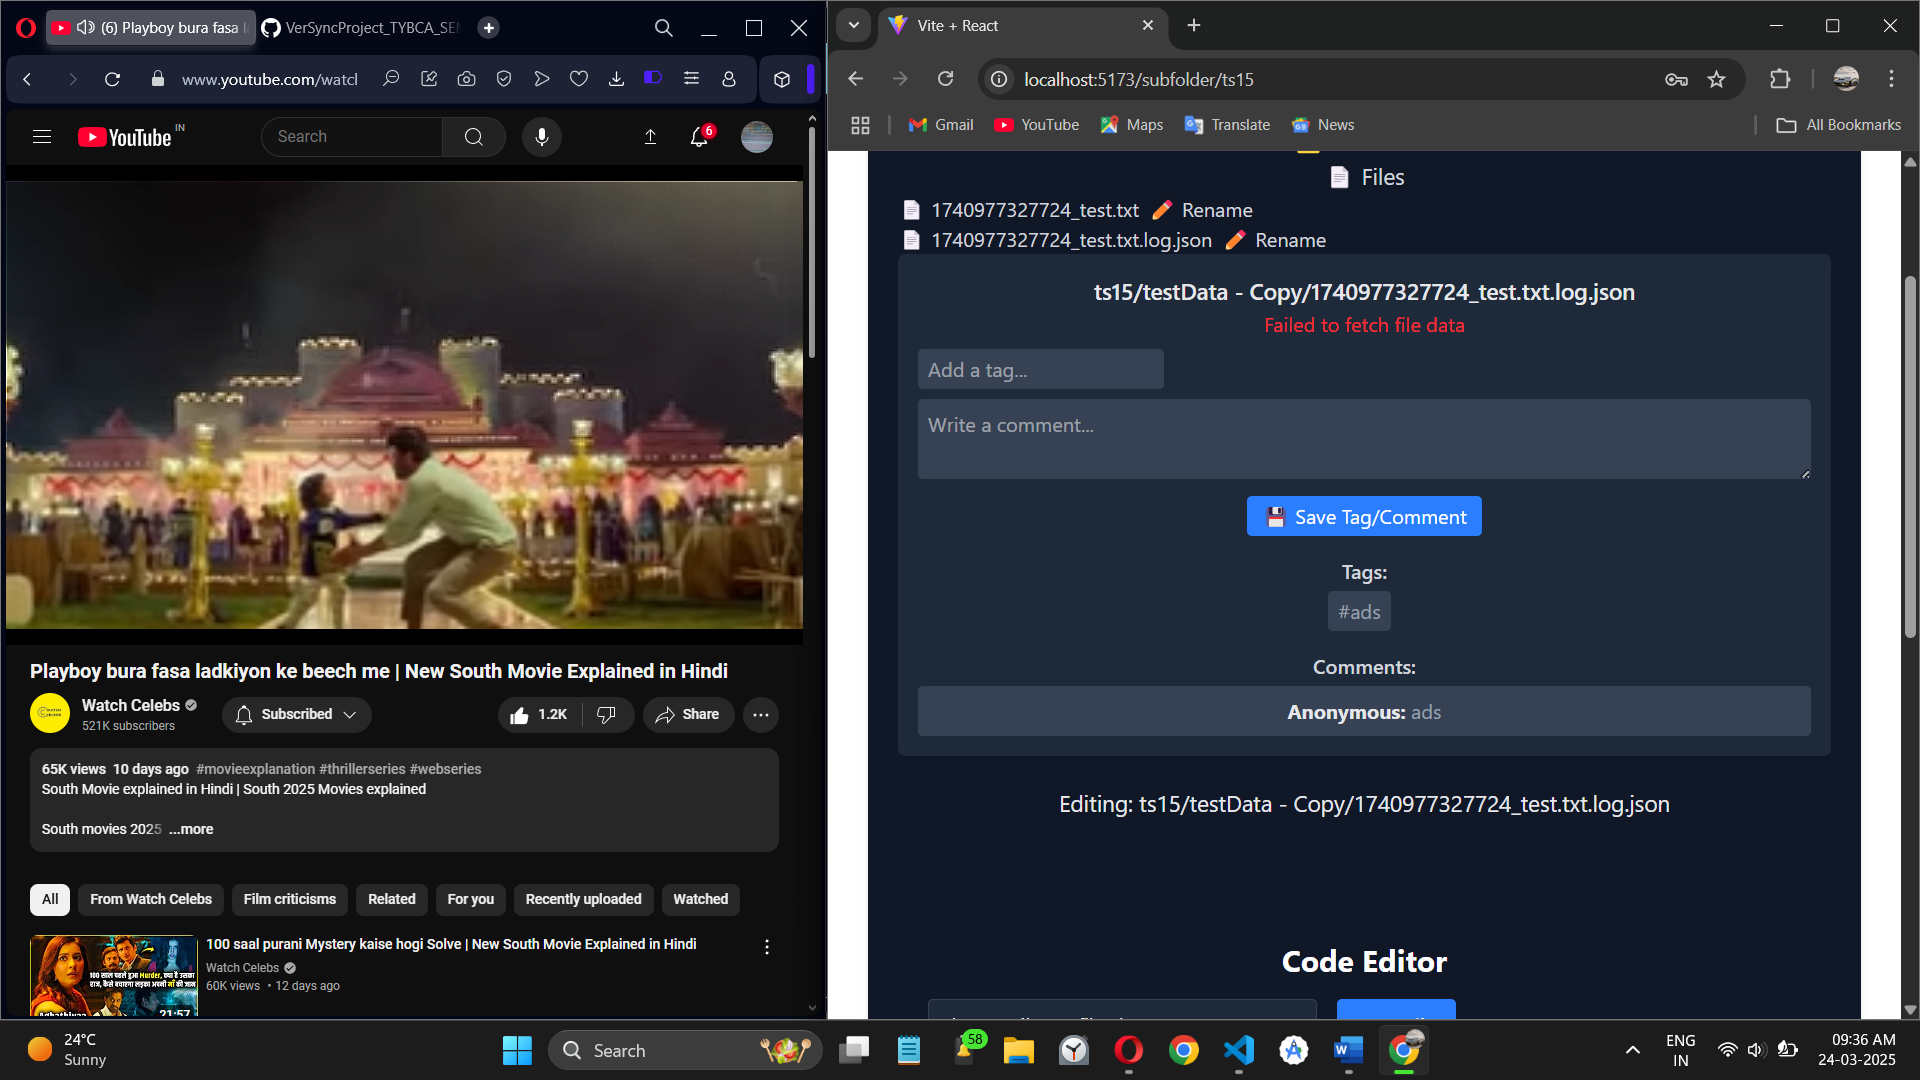 (6) Playboy bura fasa l
VerSyncProject_TYBCA_SEM
www.youtube.com/watch
YouTube IN
Search
6
Playboy bura fasa ladkiyon ke beech me | New South Movie Explained in Hindi
Watch Celebs
521K subscribers
Subscribed
1.2K
Share
65K views 10 days ago #movieexplanation #thrillerseries #webseries
South Movie explained in Hindi | South 2025 Movies explained
South movies 2025 ...more
All
From Watch Celebs
Film criticisms
Related
For you
Recently uploaded
Watched
21:57
100 saal purani Mystery kaise hogi Solve | New South Movie Explained in Hindi
Watch Celebs
60K views • 12 days ago
Vite + React
localhost:5173/subfolder/ts15
Gmail
YouTube
Maps
Translate
News
All Bookmarks
Files
1740977327724_test.txt Rename
1740977327724_test.txt.log.json Rename
ts15/testData - Copy/1740977327724_test.txt.log.json
Failed to fetch file data
Add a tag...
Write a comment...
Save Tag/Comment
Tags:
#ads
Comments:
Anonymous: ads
Editing: ts15/testData - Copy/1740977327724_test.txt.log.json
Code Editor
24°C
Sunny
Search
58
ENG
IN
09:36 AM
24-03-2025